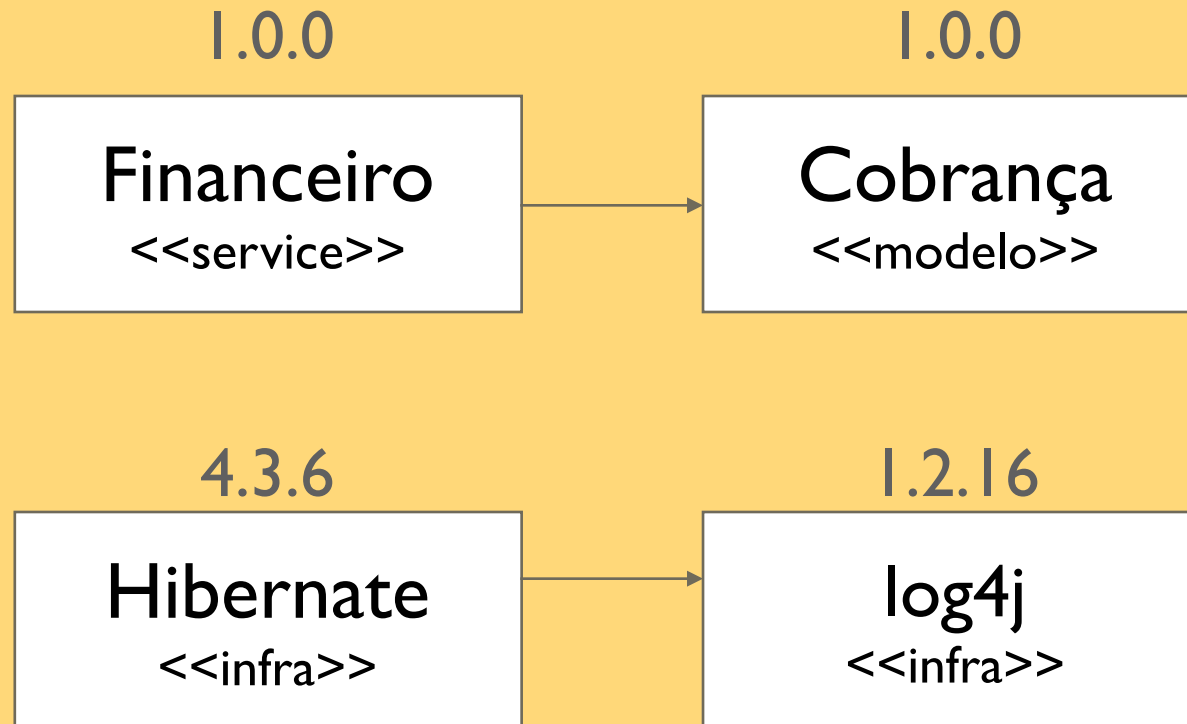 1.0.0
1.0.0
Financeiro
<<service>>
Cobrança
<<modelo>>
4.3.6
1.2.16
Hibernate
<<infra>>
log4j
<<infra>>